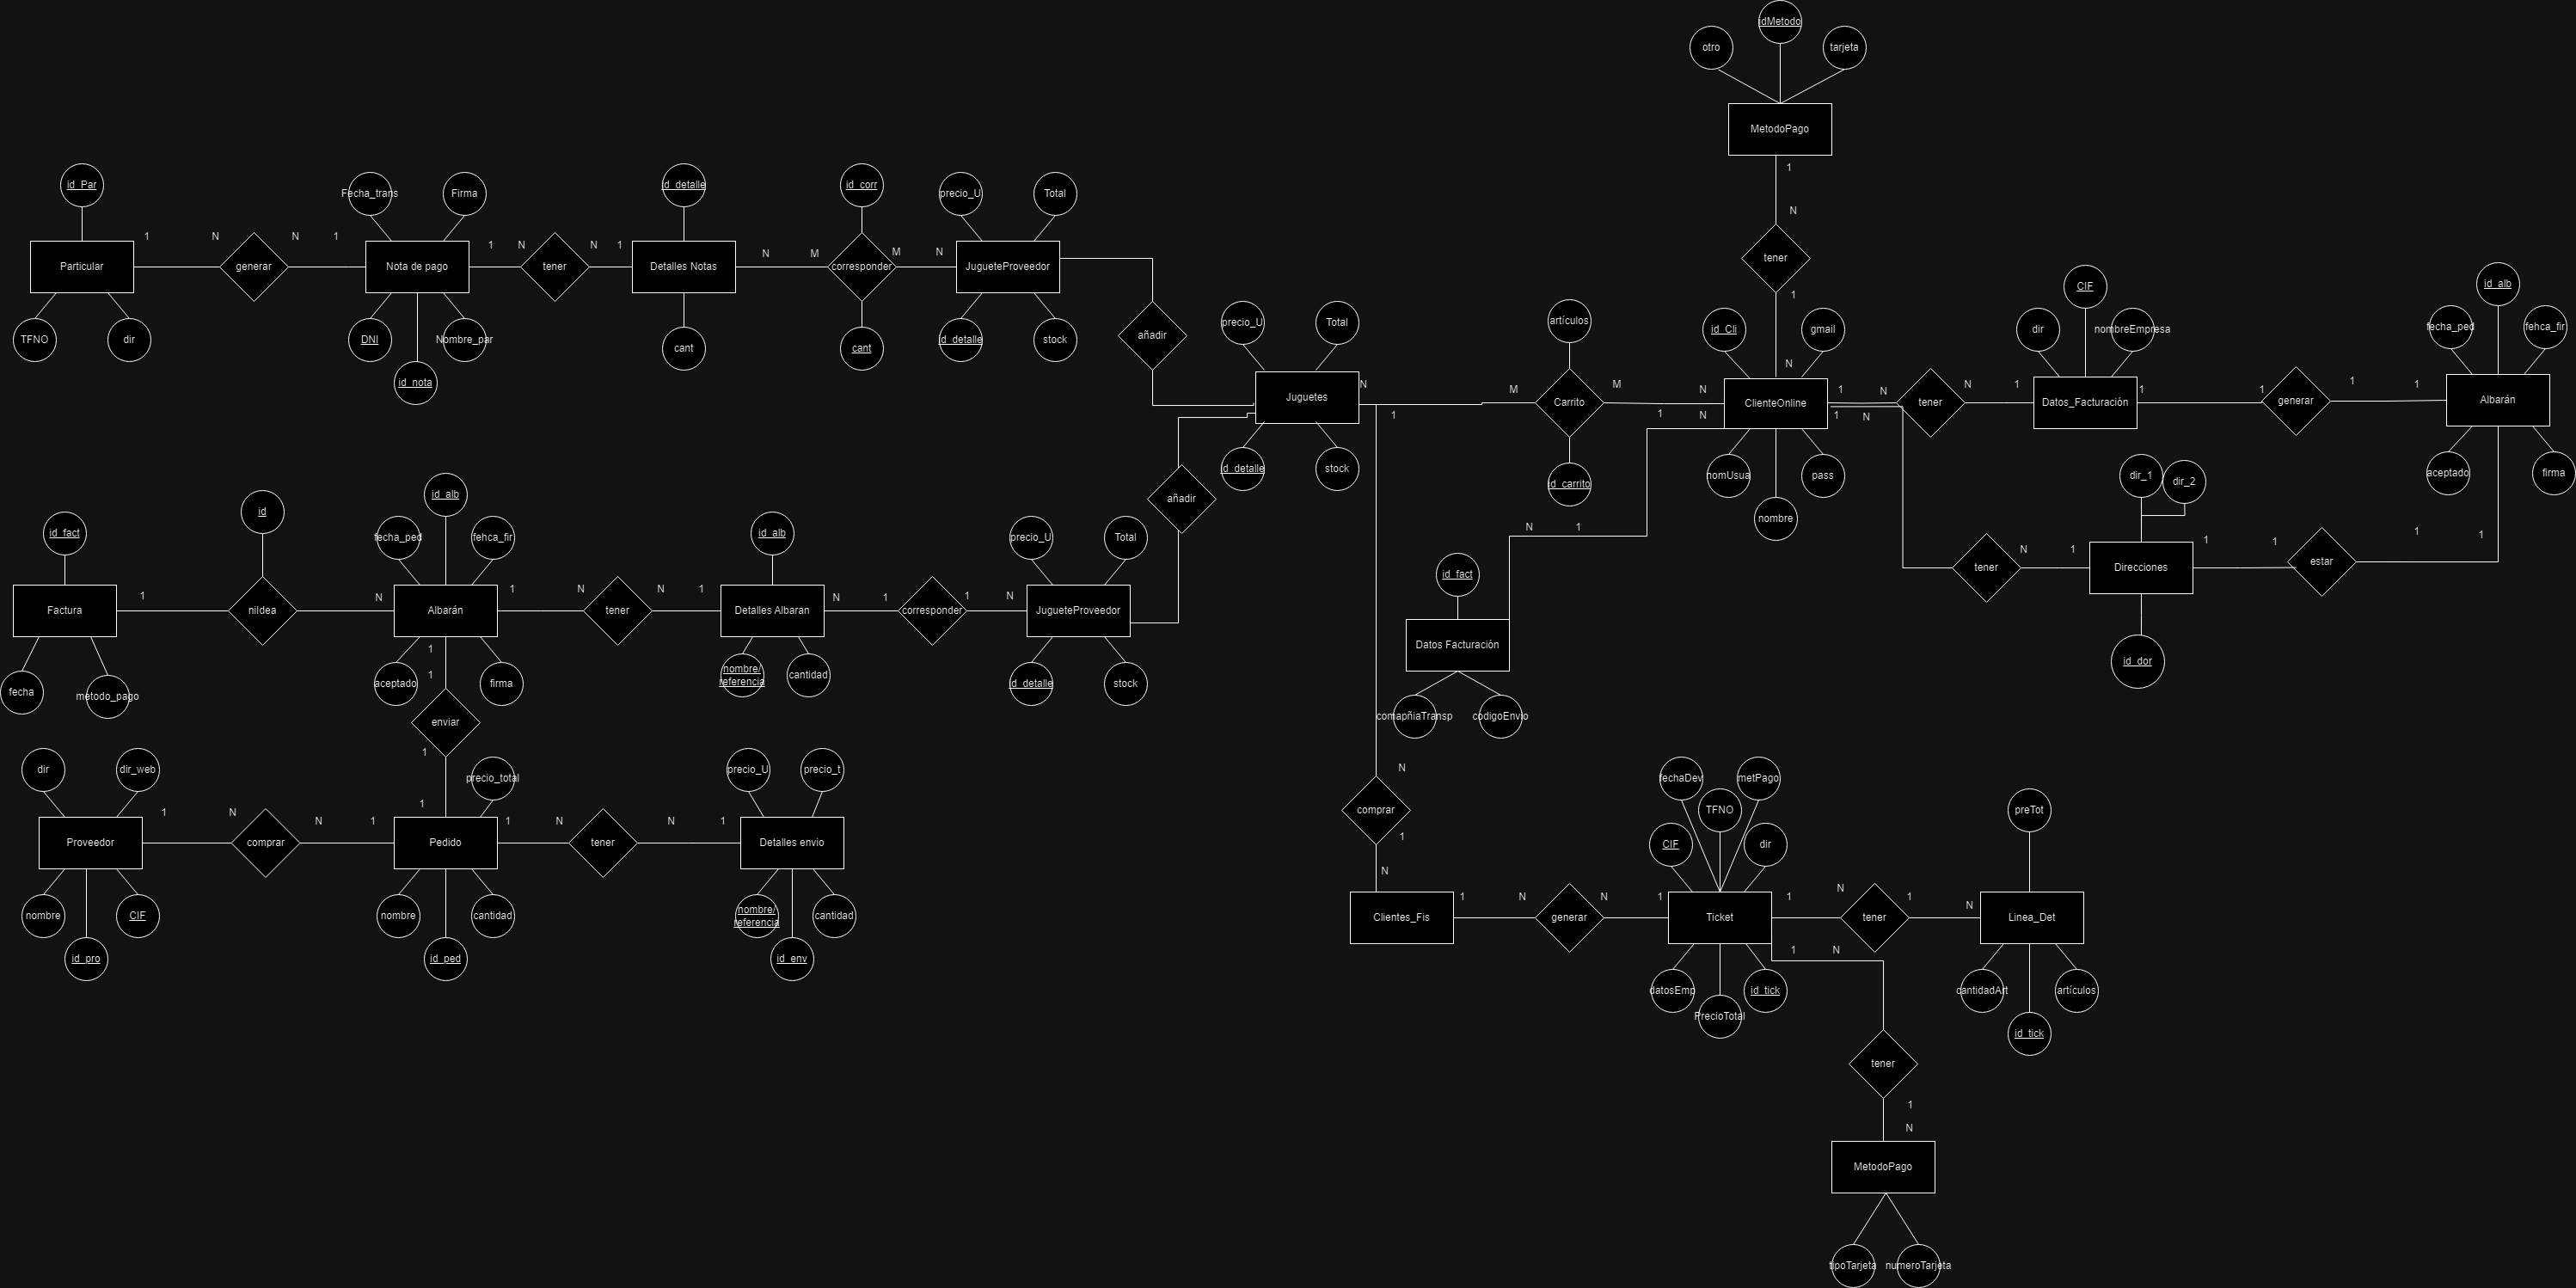 idMetodo
otro
tarjeta
MetodoPago
1
N
tener
1
N
id_Par
Particular
TFNO
dir
1
N
generar
N
1
Fecha_trans
Firma
Nota de pago
DNI
id_nota
Nombre_par
1
N
tener
N
1
id_detalle
Detalles Notas
cant
N
M
id_corr
corresponder
cant
M
N
precio_U
Total
JugueteProveedor
id_detalle
stock
añadir
precio_U
Total
Juguetes
id_detalle
stock
N
1
M
artículos
Carrito
id_carrito
M
N
id_Cli
gmail
ClienteOnline
nomUsua
nombre
pass
1
N
1
N
tener
N
1
1
N
dir
CIF
nombreEmpresa
Datos_Facturación
1
1
generar
1
1
fecha_ped
id_alb
fehca_fir
Albarán
aceptado
firma
dir_1
dir_2
tener
N
1
Direcciones
id_dor
1
1
estar
1
1
N
1
id_fact
Datos Facturación
comapñiaTransp
codigoEnvio
id_fact
Factura
fecha
metodo_pago
1
id
nildea
N
fecha_ped
id_alb
fehca_fir
Albarán
aceptado
firma
1
N
tener
N
1
id_alb
Detalles Albaran
nombre/
referencia
cantidad
N
1
corresponder
1
N
precio_U
Total
JugueteProveedor
id_detalle
stock
añadir
1
1
enviar
1
1
dir
dir_web
Proveedor
nombre
id_pro
CIF
1
N
comprar
N
1
precio_total
Pedido
nombre
id_ped
cantidad
1
N
tener
N
1
precio_U
precio_t
Detalles envio
nombre/
referencia
id_env
cantidad
N
comprar
1
N
Clientes_Fis
1
N
generar
N
1
fechaDev
TFNO
metPago
CIF
dir
Ticket
datosEmp
PrecioTotal
id_tick
1
N
tener
1
N
preTot
Linea_Det
cantidadArt
id_tick
artículos
1
N
tener
1
N
MetodoPago
tipoTarjeta
numeroTarjeta